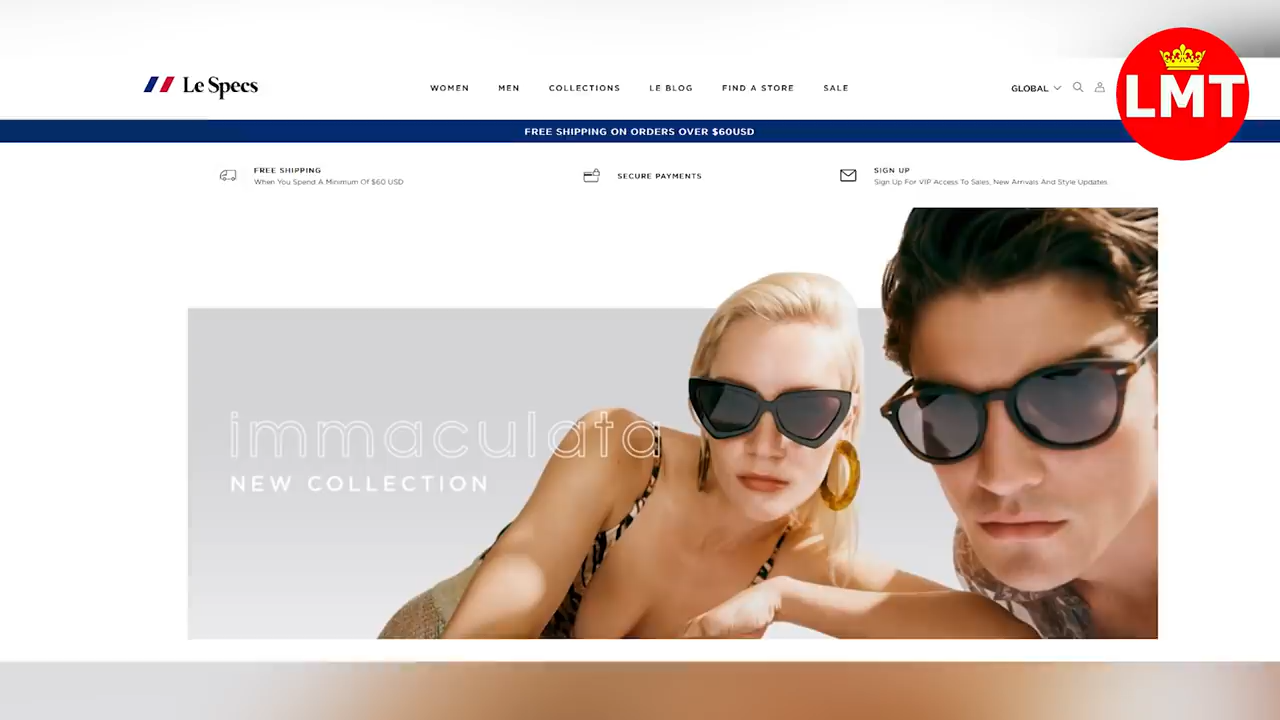 Le Specs
WOMEN MEN COLLECTIONS LE BLOG FIND A STORE SALE
GLOBAL
LMT
FREE SHIPPING ON ORDERS OVER $60USD
FREE SHIPPING
When You Spend A Minimum Of $60 USD
SECURE PAYMENTS
SIGN UP
Sign Up For VIP Access To Sales, New Arrivals And Style Updates.
immaculata
NEW COLLECTION